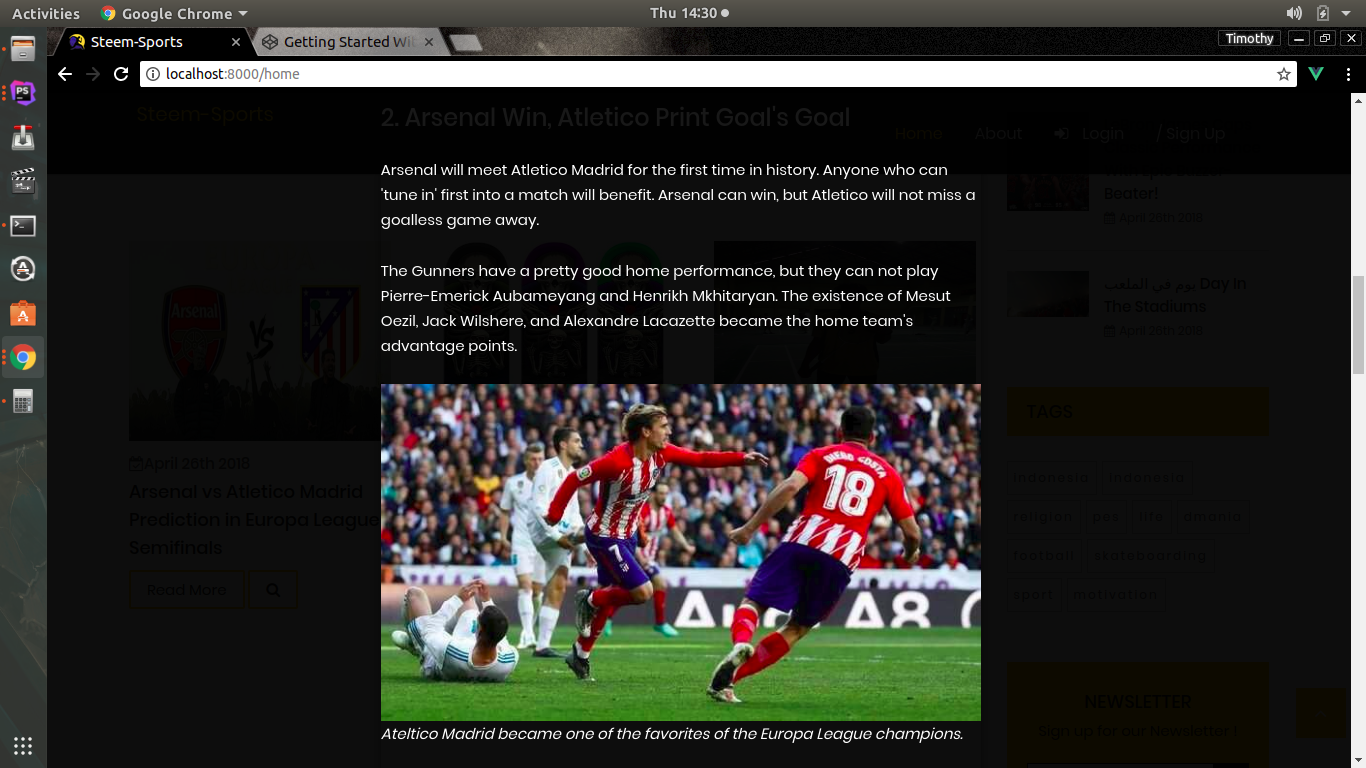 Activities
Google Chrome
Thu 14:30
Steem-Sports
Getting Started Wit
Timothy
localhost:8000/home
Steem-Sports
Home
About
Login
/ Sign Up
2. Arsenal Win, Atletico Print Goal's Goal
Arsenal will meet Atletico Madrid for the first time in history. Anyone who can
'tune in' first into a match will benefit. Arsenal can win, but Atletico will not miss a
goalless game away.
The Gunners have a pretty good home performance, but they can not play
Pierre-Emerick Aubameyang and Henrikh Mkhitaryan. The existence of Mesut
Oezil, Jack Wilshere, and Alexandre Lacazette became the home team's
advantage points.
DIEGO COSTA
18
7
Audi A8
Ateltico Madrid became one of the favorites of the Europa League champions.
Arsenal
VS
April 26th 2018
Arsenal vs Atletico Madrid
Prediction in Europa League
Semifinals
Read More
Beater!
April 26th 2018
يوم في الملعب Day In
The Stadiums
April 26th 2018
TAGS
indonesia
indonesia
religion
pos
life
dmania
football
skateboarding
sport
motivation
NEWSLETTER
Sign up for our Newsletter !